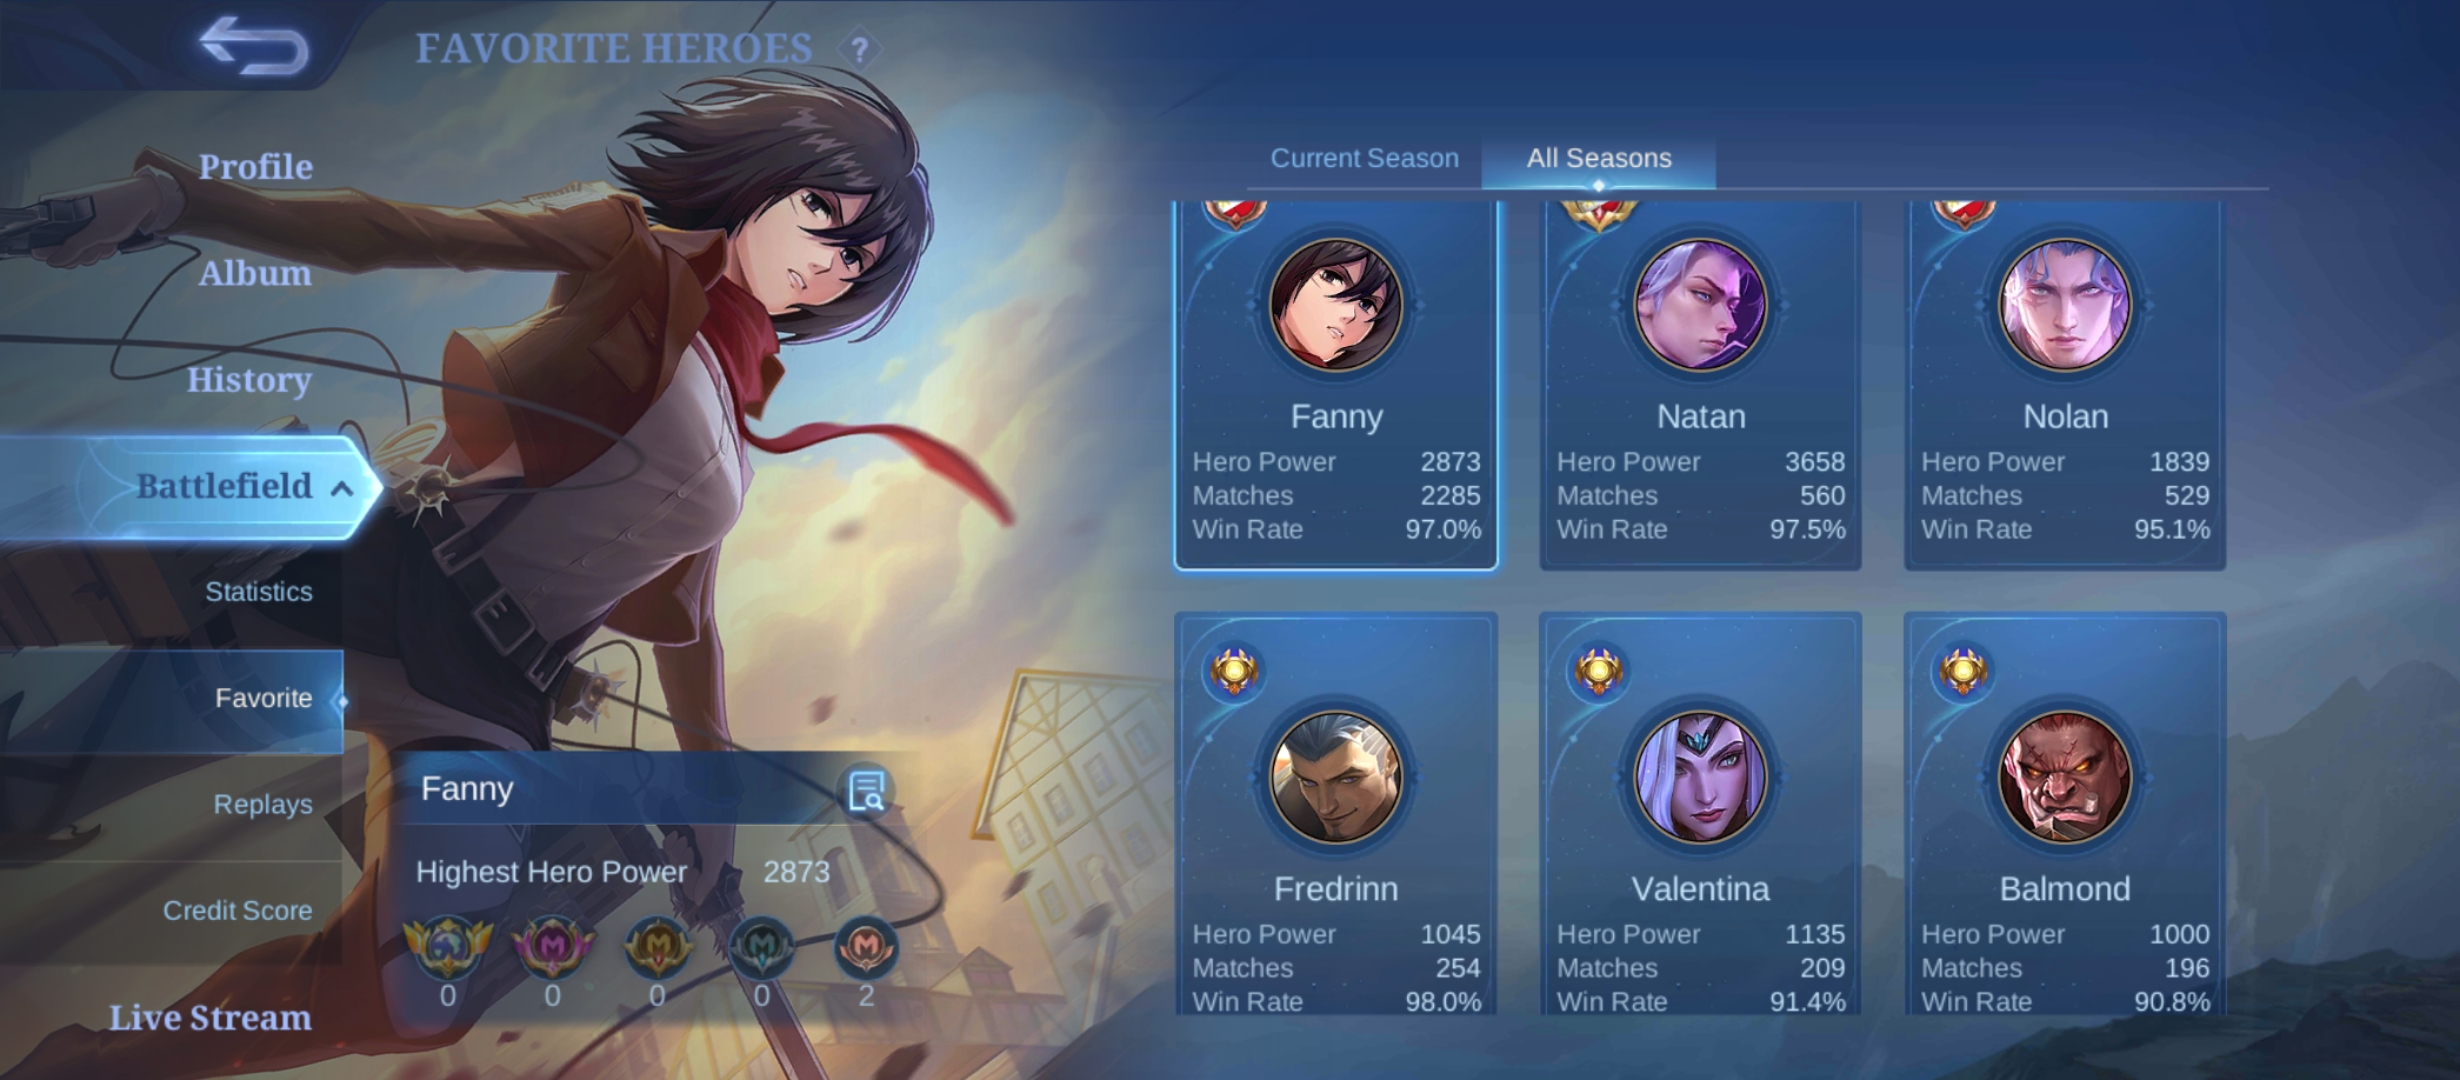 FAVORITE HEROES ?
Profile
Album
History
Battlefield
Statistics
Favorite
Replays
Credit Score
Live Stream
Fanny
Highest Hero Power 2873
0 0 0 0 2
Current Season All Seasons
Fanny
Hero Power 2873
Matches 2285
Win Rate 97.0%
Natan
Hero Power 3658
Matches 560
Win Rate 97.5%
Nolan
Hero Power 1839
Matches 529
Win Rate 95.1%
Fredrinn
Hero Power 1045
Matches 254
Win Rate 98.0%
Valentina
Hero Power 1135
Matches 209
Win Rate 91.4%
Balmond
Hero Power 1000
Matches 196
Win Rate 90.8%